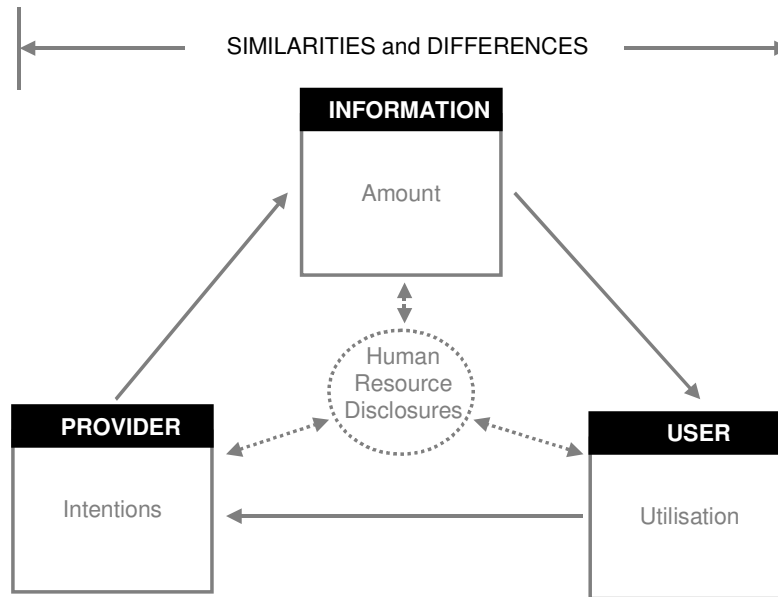 SIMILARITIES and DIFFERENCES
INFORMATION
Amount
Human
Resource
Disclosures
PROVIDER
Intentions
USER
Utilisation